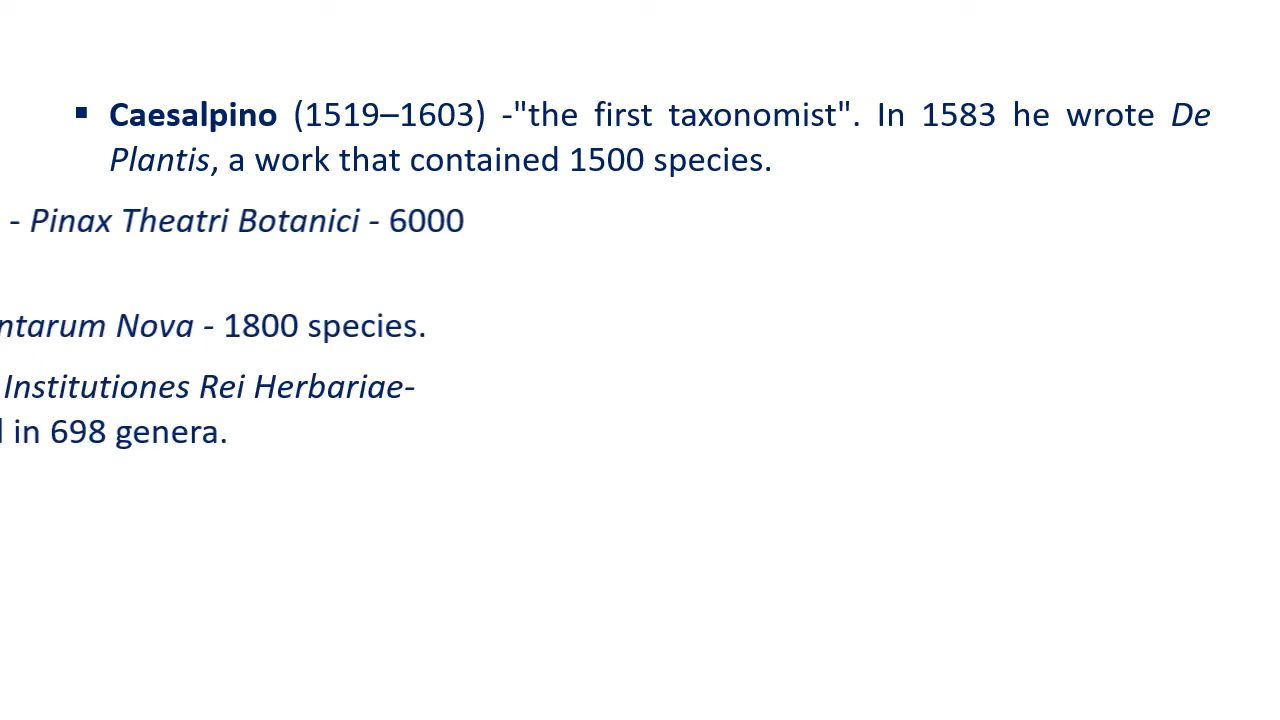 ▪ Caesalpino (1519–1603) -"the first taxonomist". In 1583 he wrote De
Plantis, a work that contained 1500 species.
- Pinax Theatri Botanici - 6000
Nova - 1800 species.
Institutiones Rei Herbariae-
in 698 genera.